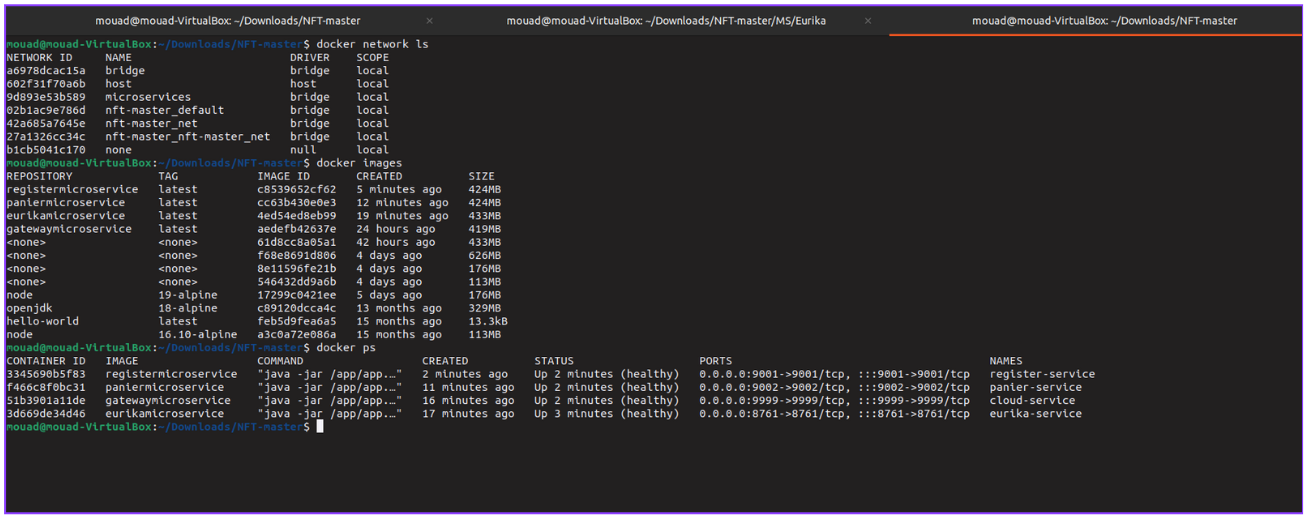 mouad@mouad-VirtualBox: ~/Downloads/NFT-master × mouad@mouad-VirtualBox: ~/Downloads/NFT-master/MS/Eurika × mouad@mouad-VirtualBox: ~/Downloads/NFT-master
mouad@mouad-VirtualBox:~/Downloads/NFT-master$ docker network ls
NETWORK ID NAME DRIVER SCOPE
a6978dcac15a bridge bridge local
602f31f70a6b host host local
9d893e53b589 microservices bridge local
02b1ac9e786d nft-master_default bridge local
42a685a7645e nft-master_net bridge local
27a1326cc34c nft-master_nft-master_net bridge local
b1cb5041c170 none null local
mouad@mouad-VirtualBox:~/Downloads/NFT-master$ docker images
REPOSITORY TAG IMAGE ID CREATED SIZE
registermicroservice latest c8539652cf62 5 minutes ago 424MB
paniermicroservice latest cc63b430e0e3 12 minutes ago 424MB
eurikamicroservice latest 4ed54ed8eb99 19 minutes ago 433MB
gatewaymicroservice latest aedefb42637e 24 hours ago 419MB
<none> <none> 61d8cc8a05a1 42 hours ago 433MB
<none> <none> f68e8691d806 4 days ago 626MB
<none> <none> 8e11596fe21b 4 days ago 176MB
<none> <none> 546432dd9a6b 4 days ago 113MB
node 19-alpine 17299c0421ee 5 days ago 176MB
openjdk 18-alpine c89120dcca4c 13 months ago 329MB
hello-world latest feb5d9fea6a5 15 months ago 13.3kB
node 16.10-alpine a3c0a72e086a 15 months ago 113MB
mouad@mouad-VirtualBox:~/Downloads/NFT-master$ docker ps
CONTAINER ID IMAGE COMMAND CREATED STATUS PORTS NAMES
3345690b5f83 registermicroservice "java -jar /app/app.…" 2 minutes ago Up 2 minutes (healthy) 0.0.0.0:9001->9001/tcp, :::9001->9001/tcp register-service
f466c8f0bc31 paniermicroservice "java -jar /app/app.…" 11 minutes ago Up 2 minutes (healthy) 0.0.0.0:9002->9002/tcp, :::9002->9002/tcp panier-service
51b3901a11de gatewaymicroservice "java -jar /app/app.…" 16 minutes ago Up 2 minutes (healthy) 0.0.0.0:9999->9999/tcp, :::9999->9999/tcp cloud-service
3d669de34d46 eurikamicroservice "java -jar /app/app.…" 17 minutes ago Up 3 minutes (healthy) 0.0.0.0:8761->8761/tcp, :::8761->8761/tcp eurika-service
mouad@mouad-VirtualBox:~/Downloads/NFT-master$